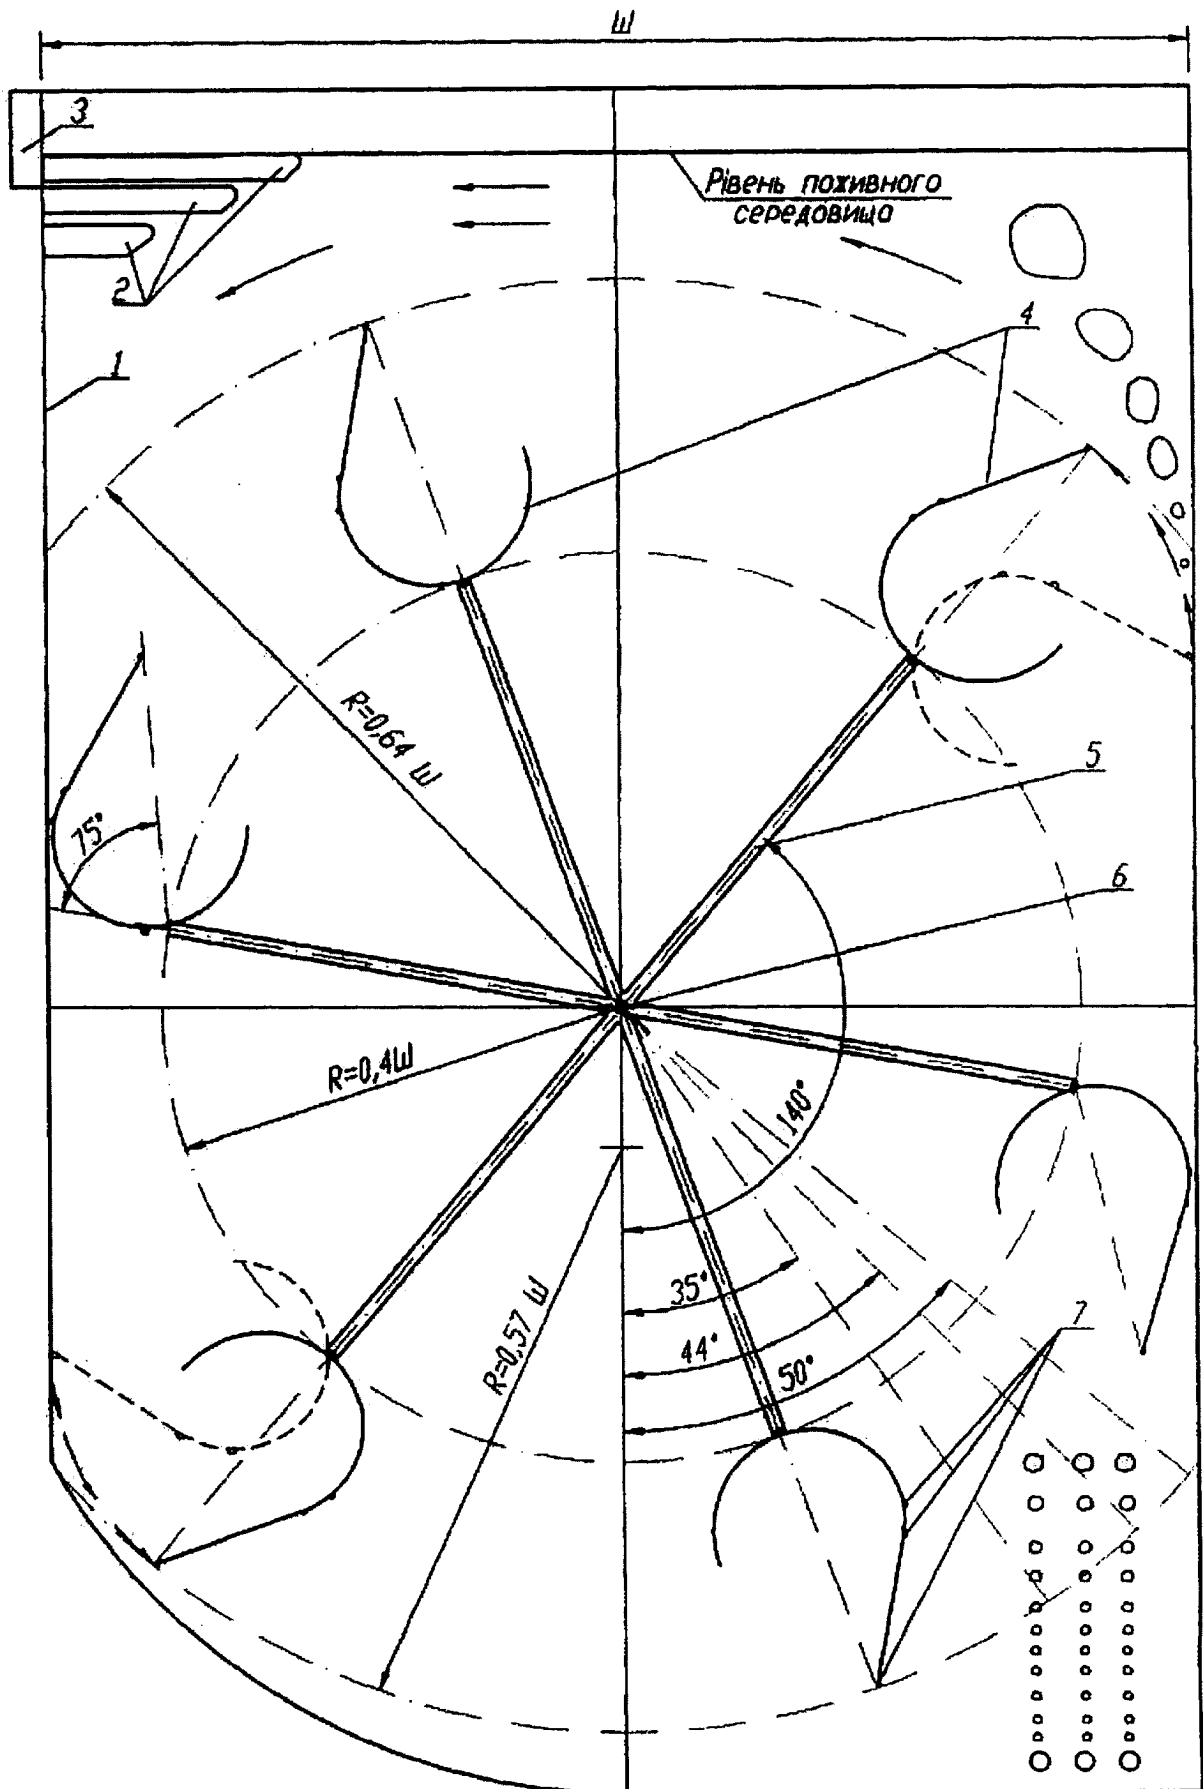 Ш
3
Рівень поживного
середовища
2
4
1
R=0,64 Ш
5
75°
6
R=0,4Ш
140°
35°
R=0,57 Ш
44°
7
50°